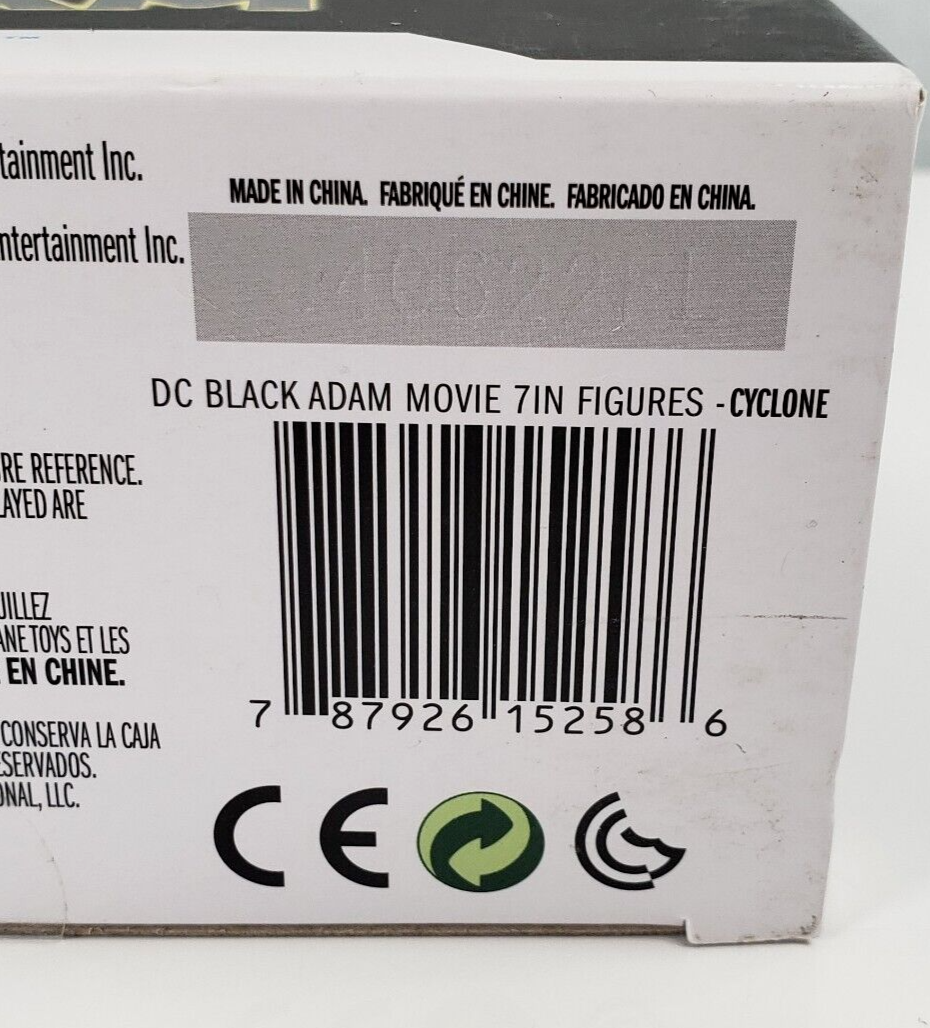 tainment Inc.
MADE IN CHINA. FABRIQUÉ EN CHINE. FABRICADO EN CHINA.
ntertainment Inc.
DC BLACK ADAM MOVIE 7IN FIGURES - CYCLONE
RE REFERENCE.
AYED ARE
UILLEZ
ANE TOYS ET LES
EN CHINE.
CONSERVA LA CAJA
ESERVADOS.
ONAL, LLC.
7 87926 15258 6
CE